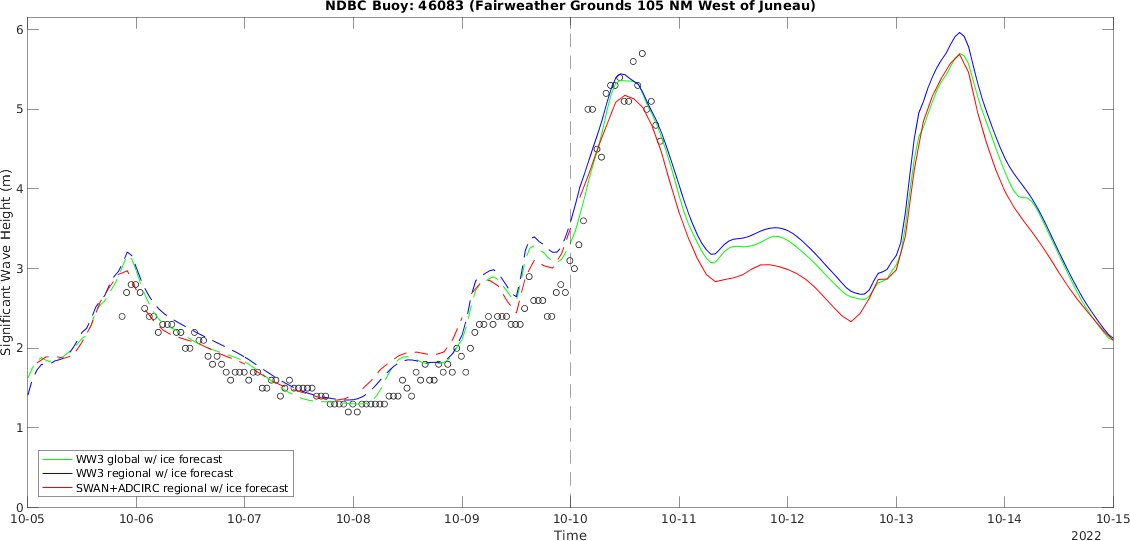 NDBC Buoy: 46083 (Fairweather Grounds 105 NM West of Juneau)
6
5
4
3
2
1
0
Significant Wave Height (m)
WW3 global w/ ice forecast
WW3 regional w/ ice forecast
SWAN+ADCIRC regional w/ ice forecast
10-05 10-06 10-07 10-08 10-09 10-10 10-11 10-12 10-13 10-14 10-15
Time
2022